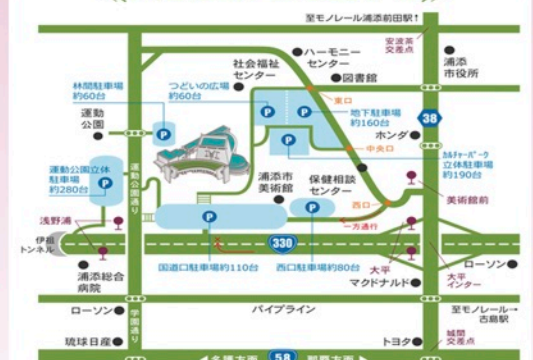 至モノレール浦添前田駅↑
安波茶
交差点
ハーモニー
センター
浦添
市役所
社会福祉
センター
図書館
林間駐車場
約60台
つどいの広場
約60台
P
P
東口
地下駐車場
約160台
38
運動
公園
P
P
ホンダ
中央口
カルチャーパーク
立体駐車場
約190台
運動公園立体
駐車場
約280台
P
運動公園通り
浦添市
美術館
保健相談
センター
美術館前
浅野浦
P
P
西口
一方通行
伊祖
トンネル
330
国道口駐車場約110台
西口駐車場約80台
大平
大平
インター
ローソン
浦添総合
病院
マクドナルド
ローソン
パイプライン
至モノレール→
古島駅
学園通り
琉球日産
トヨタ
城間
交差点
58